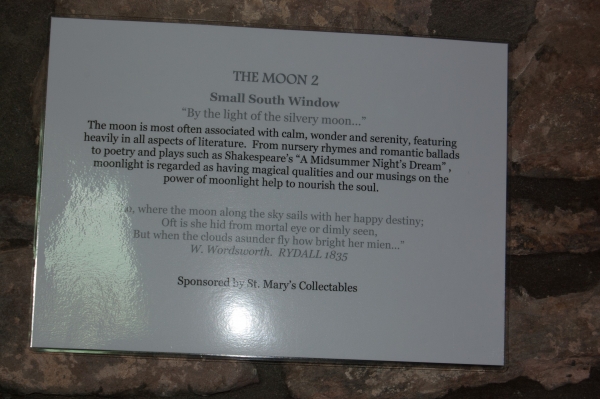 THE MOON 2
Small South Window
“By the light of the silvery moon...”
The moon is most often associated with calm, wonder and serenity, featuring
heavily in all aspects of literature. From nursery rhymes and romantic ballads
to poetry and plays such as Shakespeare's “A Midsummer Night's Dream” ,
moonlight is regarded as having magical qualities and our musings on the
power of moonlight help to nourish the soul.
where the moon along the sky sails with her happy destiny;
Oft is she hid from mortal eye or dimly seen,
But when the clouds asunder fly how bright her mien...”
W. Wordsworth. RYDALL 1835
Sponsored by St. Mary's Collectables